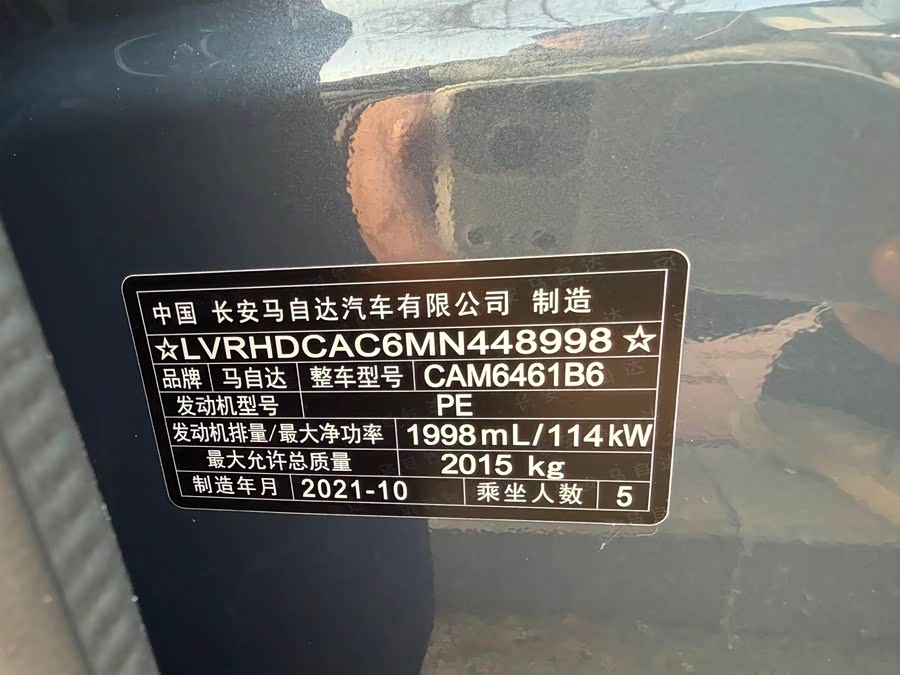 中国 长安马自达汽车有限公司 制造
☆LVRHDCAC6MN448998☆
品牌 马自达 整车型号 CAM6461B6
发动机型号 PE
发动机排量/最大净功率 1998mL/114kW
最大允许总质量 2015 kg
制造年月 2021-10 乘坐人数 5